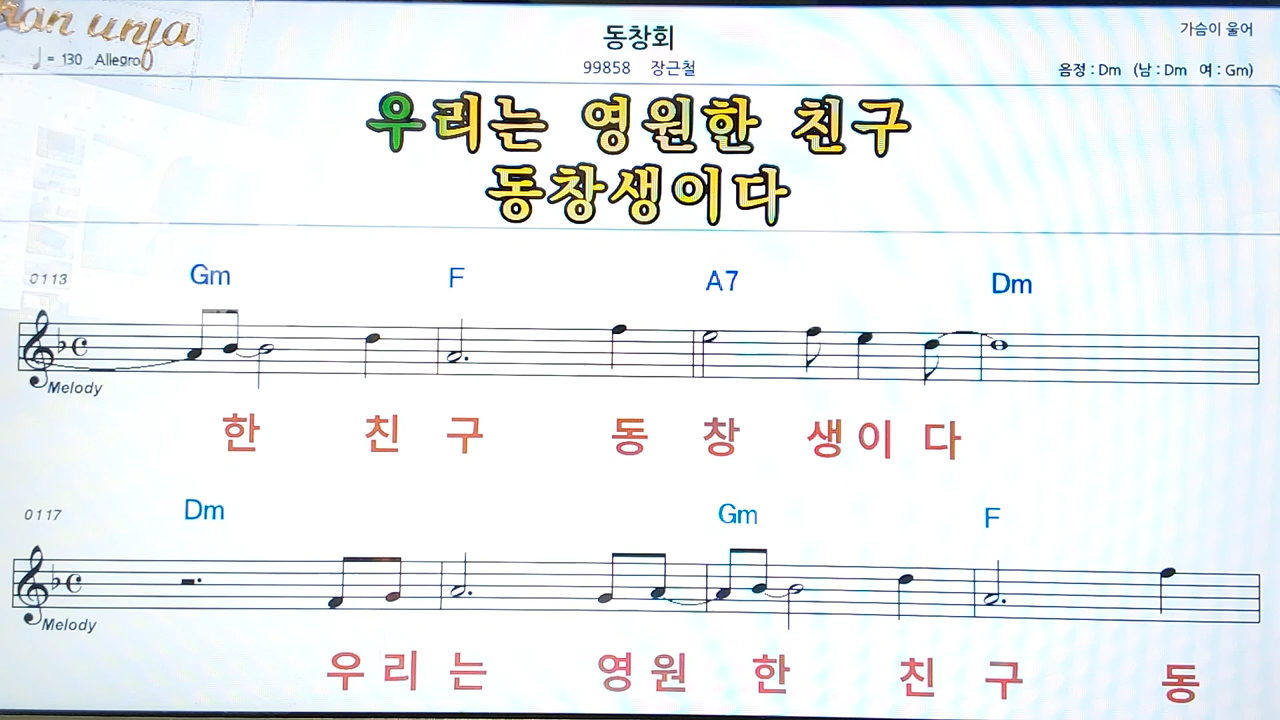 동창회
가슴이 울어
♩ = 130 Allegro
99858 장근철
음정 : Dm (남 : Dm 여 : Gm)
우리는 영원한 친구
동창생이다
0113 Gm F A7 Dm
Melody
한 친 구 동 창 생 이 다
0117 Dm Gm F
Melody
우 리 는 영 원 한 친 구 동